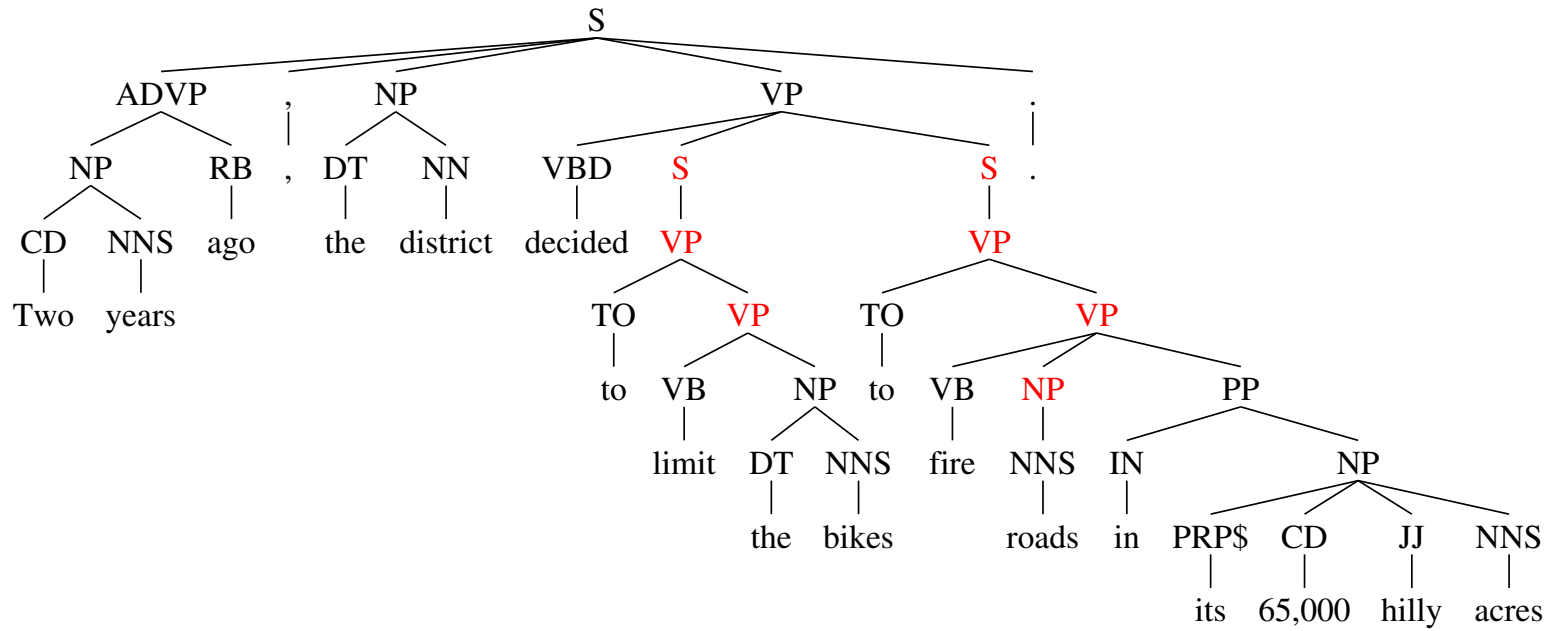 S
ADVP , NP VP .
NP RB , DT NN VBD S S .
CD NNS ago the district decided VP VP
Two years TO VP TO VP
to VB NP to VB NP PP
limit DT NNS fire NNS IN NP
the bikes roads in PRP$ CD JJ NNS
its 65,000 hilly acres